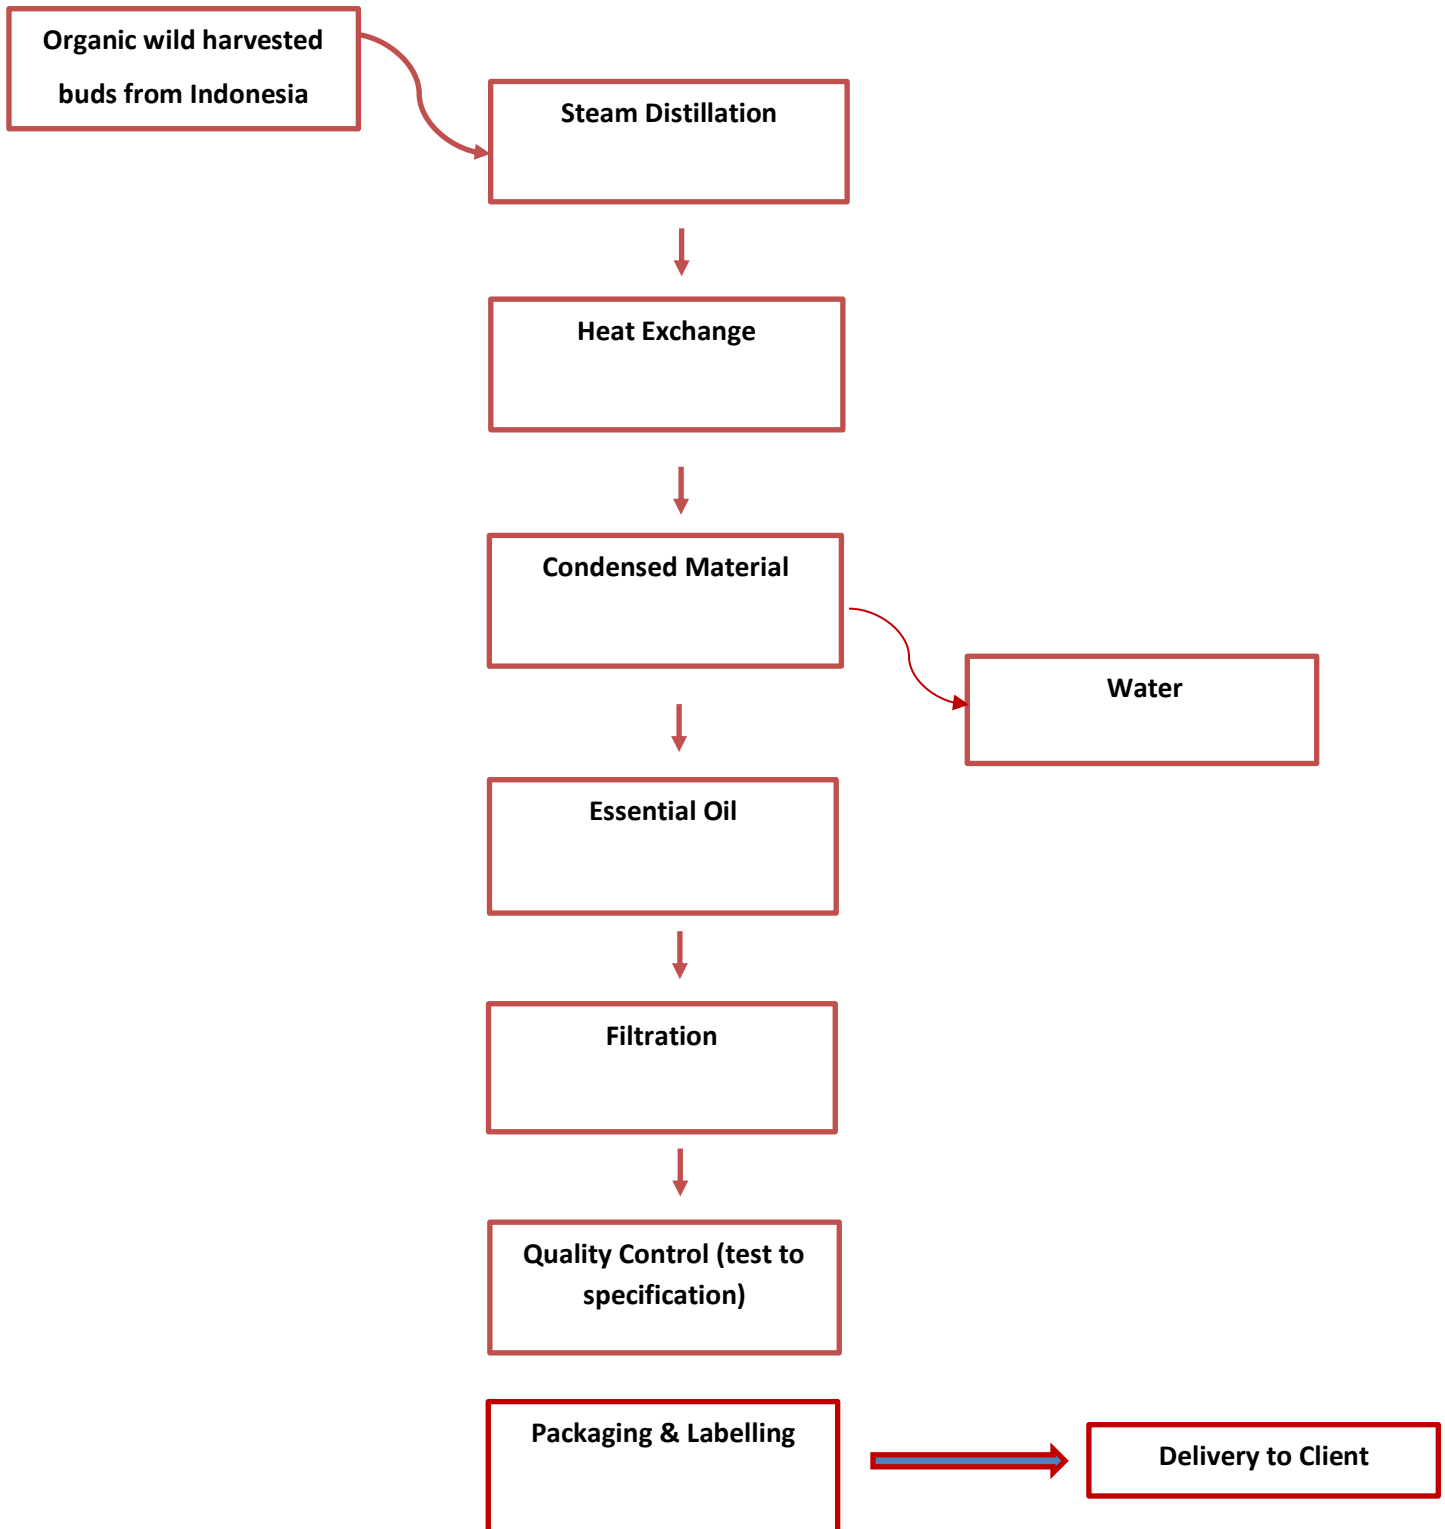 Organic wild harvested
buds from Indonesia
Steam Distillation
Heat Exchange
Condensed Material
Water
Essential Oil
Filtration
Quality Control (test to
specification)
Packaging & Labelling
Delivery to Client